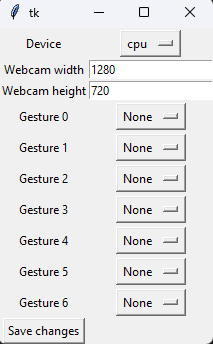 tk
Device cpu
Webcam width 1280
Webcam height 720
Gesture 0 None
Gesture 1 None
Gesture 2 None
Gesture 3 None
Gesture 4 None
Gesture 5 None
Gesture 6 None
Save changes